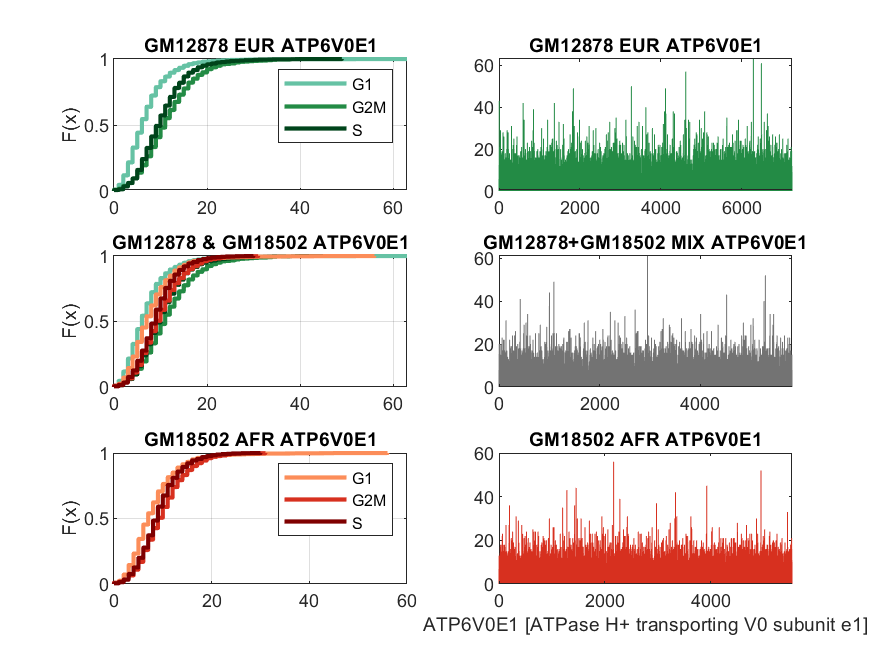 GM12878 EUR ATP6V0E1
1
0.5
0
F(x)
0 20 40 60
G1
G2M
S
GM12878 EUR ATP6V0E1
60
40
20
0
0 2000 4000 6000
GM12878 & GM18502 ATP6V0E1
1
0.5
0
F(x)
0 20 40 60
GM12878+GM18502 MIX ATP6V0E1
60
40
20
0
0 2000 4000
GM18502 AFR ATP6V0E1
1
0.5
0
F(x)
0 20 40 60
G1
G2M
S
GM18502 AFR ATP6V0E1
60
40
20
0
0 2000 4000
ATP6V0E1 [ATPase H+ transporting V0 subunit e1]